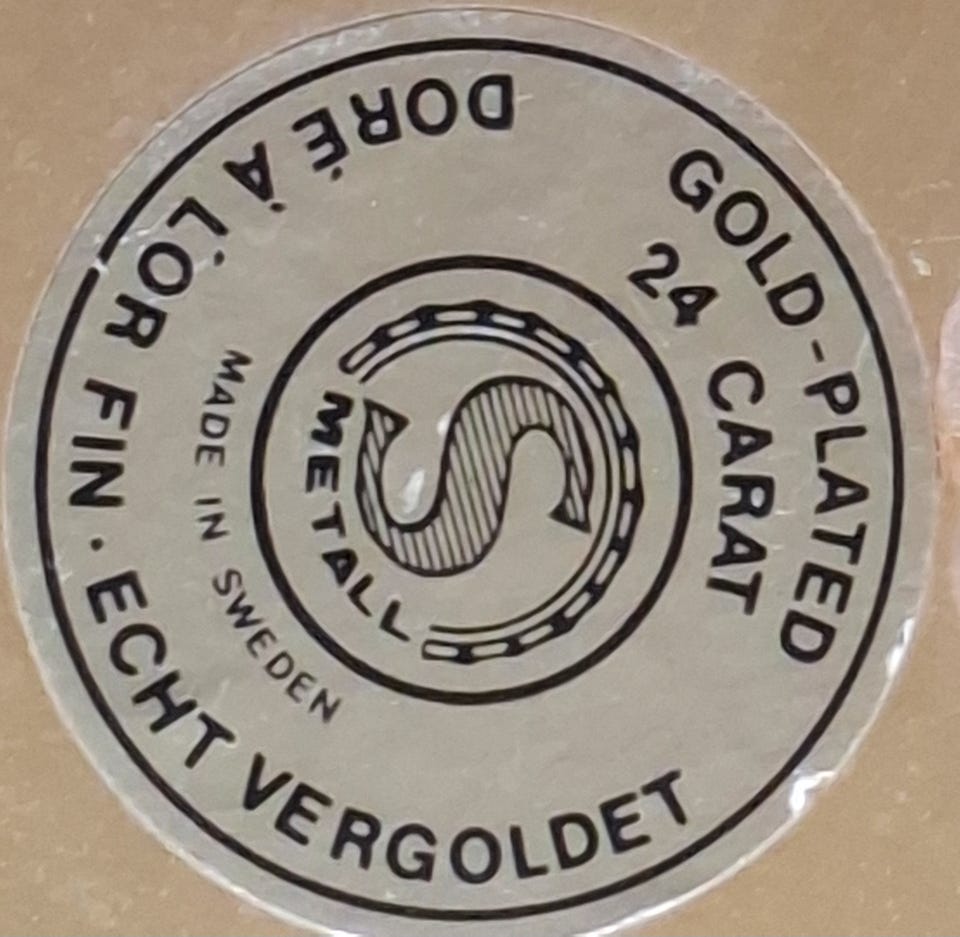 GOLD-PLATED
24 CARAT
DORÉ À L'OR FIN · ECHT VERGOLDET
MADE IN SWEDEN
S
METALL